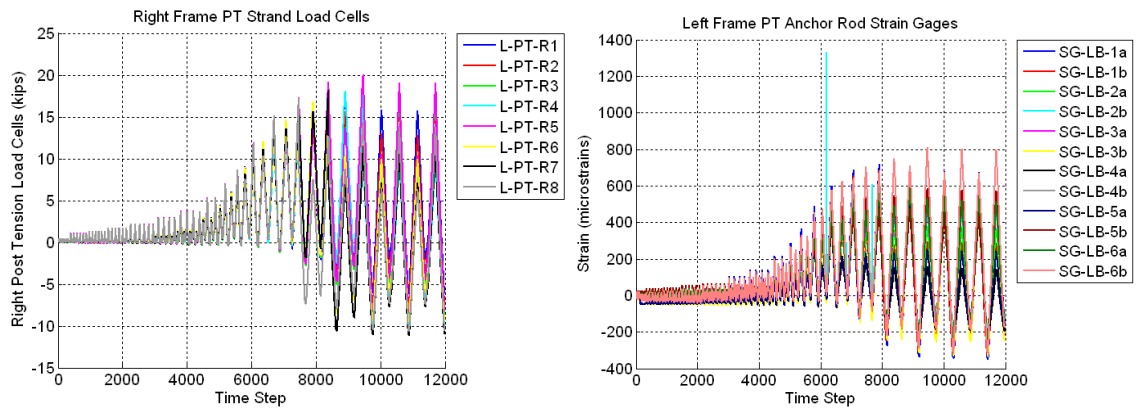 Right Frame PT Strand Load Cells
25
20
15
10
5
0
-5
-10
-15
Right Post Tension Load Cells (kips)
0 2000 4000 6000 8000 10000 12000
Time Step
L-PT-R1
L-PT-R2
L-PT-R3
L-PT-R4
L-PT-R5
L-PT-R6
L-PT-R7
L-PT-R8
Left Frame PT Anchor Rod Strain Gages
1400
1200
1000
800
600
400
200
0
-200
-400
Strain (microstrains)
0 2000 4000 6000 8000 10000 12000
Time Step
SG-LB-1a
SG-LB-1b
SG-LB-2a
SG-LB-2b
SG-LB-3a
SG-LB-3b
SG-LB-4a
SG-LB-4b
SG-LB-5a
SG-LB-5b
SG-LB-6a
SG-LB-6b